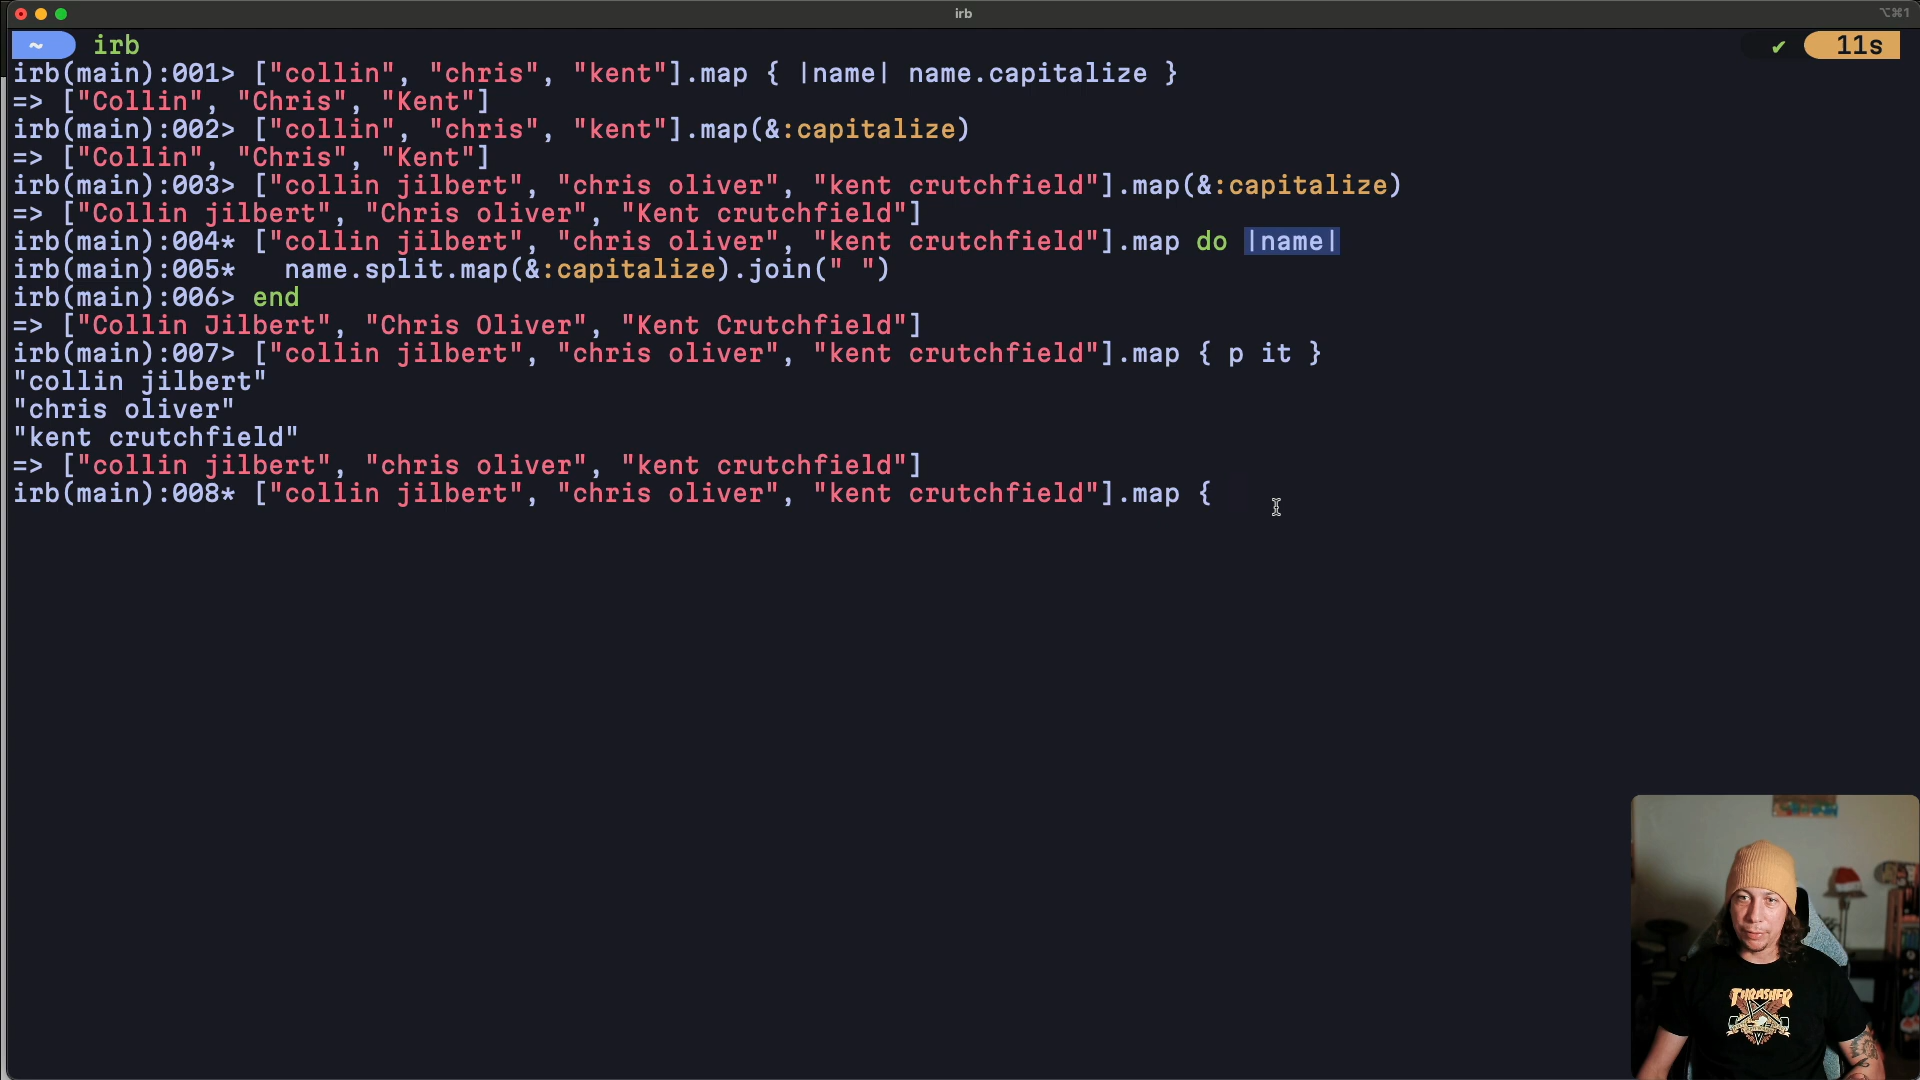 irb
⌥⌘1
~ irb ✔ 11s
irb(main):001> ["collin", "chris", "kent"].map { |name| name.capitalize }
=> ["Collin", "Chris", "Kent"]
irb(main):002> ["collin", "chris", "kent"].map(&:capitalize)
=> ["Collin", "Chris", "Kent"]
irb(main):003> ["collin jilbert", "chris oliver", "kent crutchfield"].map(&:capitalize)
=> ["Collin jilbert", "Chris oliver", "Kent crutchfield"]
irb(main):004* ["collin jilbert", "chris oliver", "kent crutchfield"].map do |name|
irb(main):005*   name.split.map(&:capitalize).join(" ")
irb(main):006> end
=> ["Collin Jilbert", "Chris Oliver", "Kent Crutchfield"]
irb(main):007> ["collin jilbert", "chris oliver", "kent crutchfield"].map { p it }
"collin jilbert"
"chris oliver"
"kent crutchfield"
=> ["collin jilbert", "chris oliver", "kent crutchfield"]
irb(main):008* ["collin jilbert", "chris oliver", "kent crutchfield"].map {
THRASHER